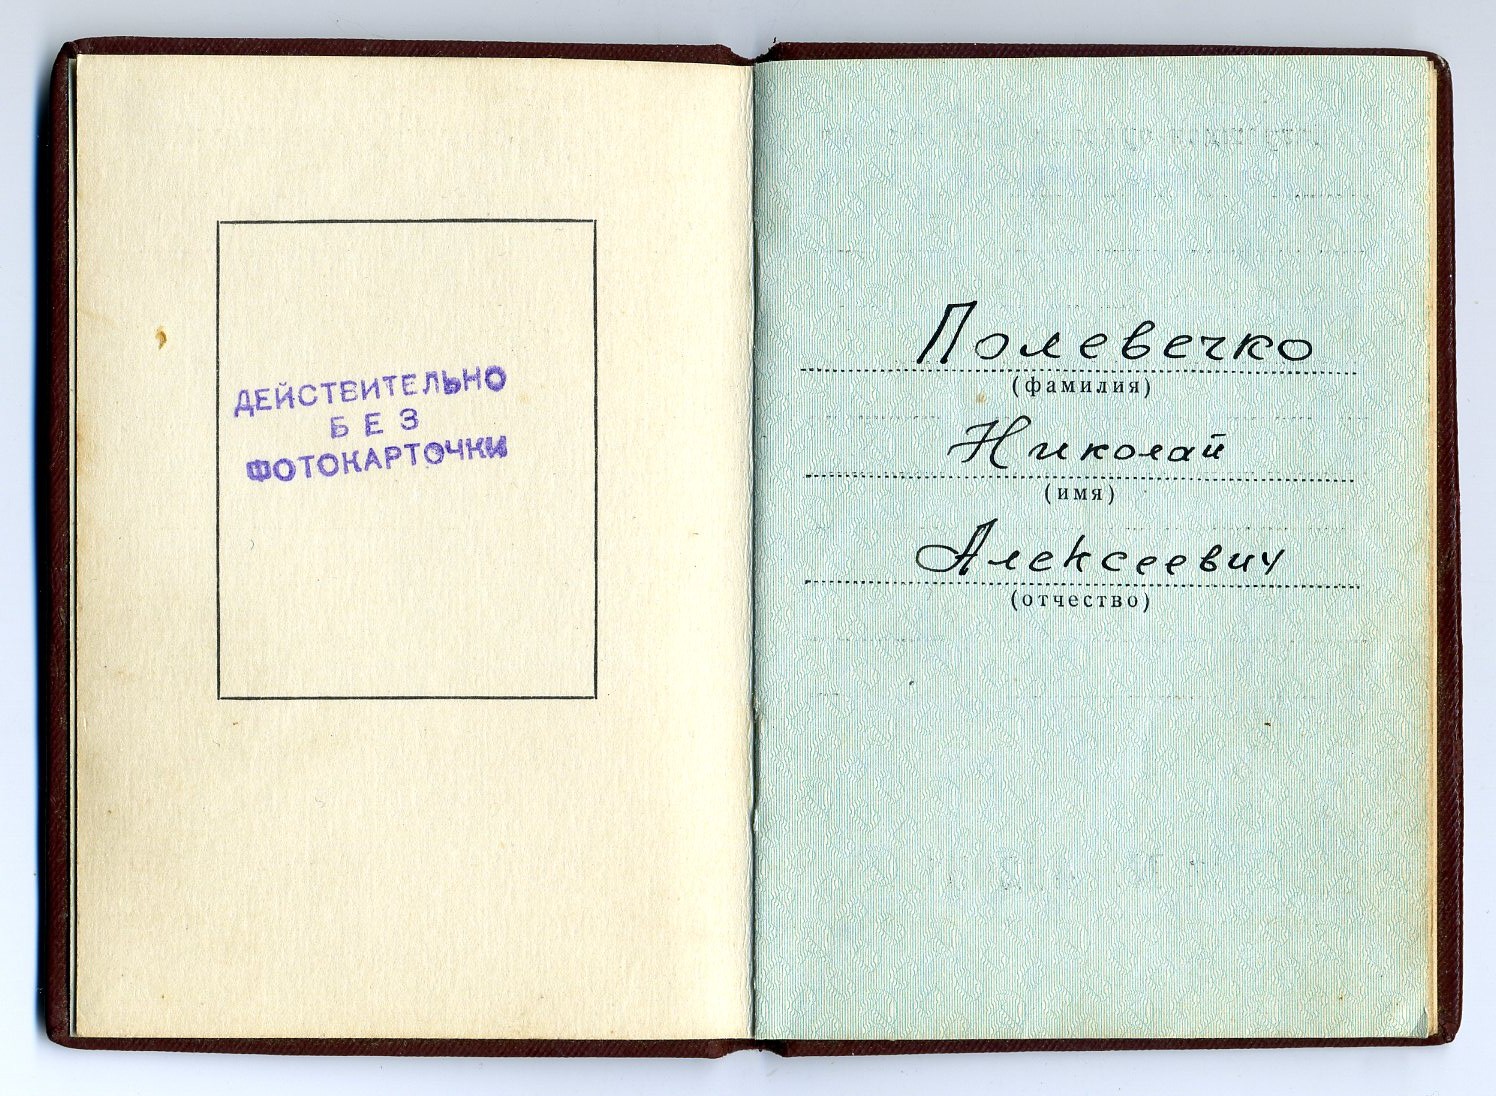 ДЕЙСТВИТЕЛЬНО
БЕЗ
ФОТОКАРТОЧКИ
Полевечко
(фамилия)
Николай
(имя)
Алексеевич
(отчество)